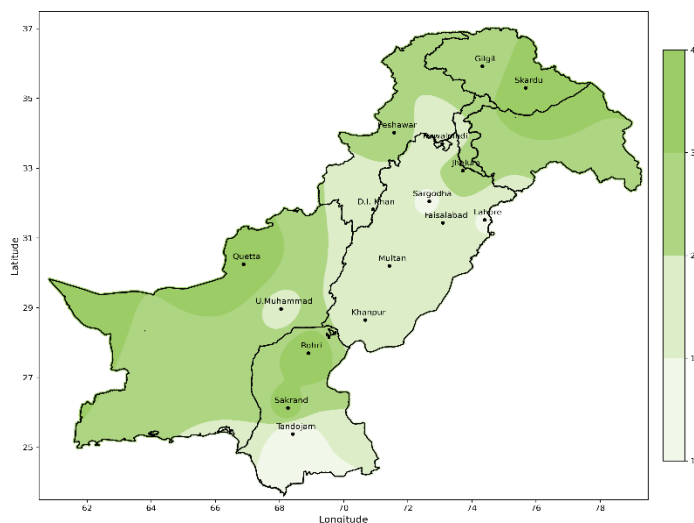 37
35
33
31
29
27
25
Latitude
Gilgit
Skardu
Peshawar
Rawalpindi
Jhelum
Sargodha
D.I. Khan
Faisalabad
Lahore
Quetta
Multan
U.Muhammad
Khanpur
Rohri
Sakrand
Tandojam
62
64
66
68
70
72
74
76
78
Longitude
4
3
2
1
1